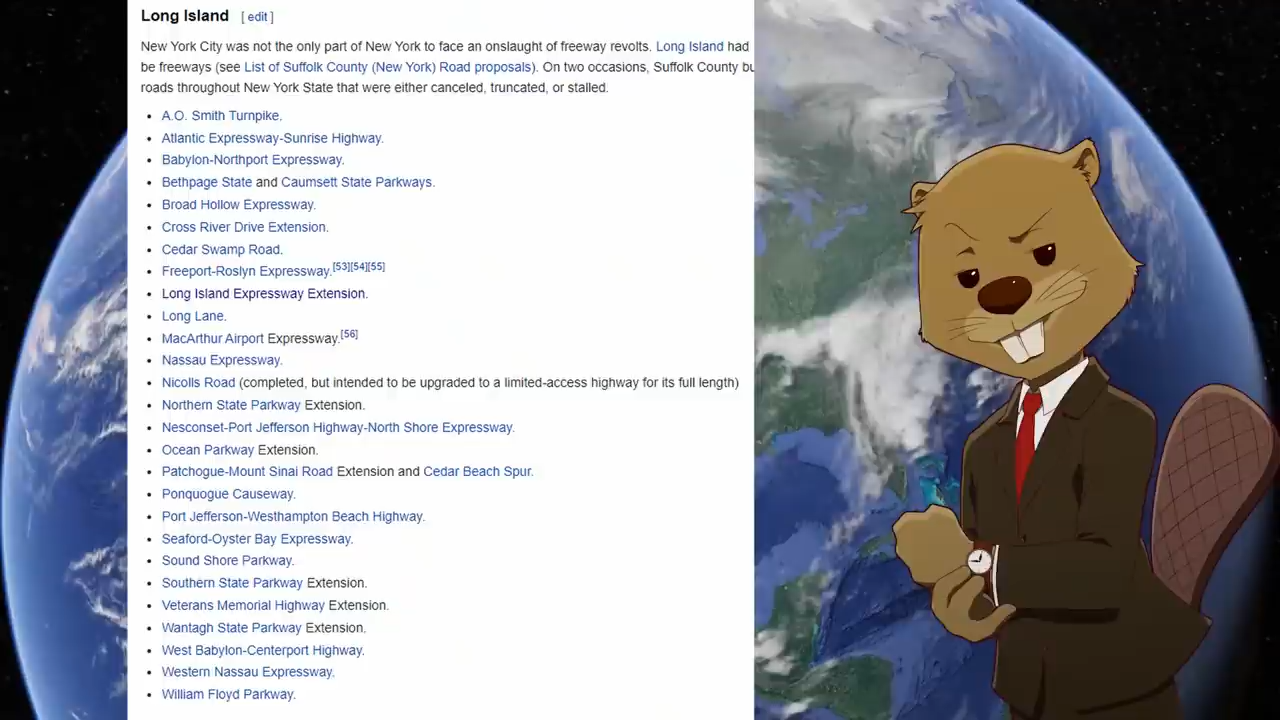 Long Island [ edit ]
New York City was not the only part of New York to face an onslaught of freeway revolts. Long Island had
be freeways (see List of Suffolk County (New York) Road proposals). On two occasions, Suffolk County bu
roads throughout New York State that were either canceled, truncated, or stalled.
• A.O. Smith Turnpike.
• Atlantic Expressway-Sunrise Highway.
• Babylon-Northport Expressway.
• Bethpage State and Caumsett State Parkways.
• Broad Hollow Expressway.
• Cross River Drive Extension.
• Cedar Swamp Road.
• Freeport-Roslyn Expressway.[53][54][55]
• Long Island Expressway Extension.
• Long Lane.
• MacArthur Airport Expressway.[56]
• Nassau Expressway.
• Nicolls Road (completed, but intended to be upgraded to a limited-access highway for its full length)
• Northern State Parkway Extension.
• Nesconset-Port Jefferson Highway-North Shore Expressway.
• Ocean Parkway Extension.
• Patchogue-Mount Sinai Road Extension and Cedar Beach Spur.
• Ponquogue Causeway.
• Port Jefferson-Westhampton Beach Highway.
• Seaford-Oyster Bay Expressway.
• Sound Shore Parkway.
• Southern State Parkway Extension.
• Veterans Memorial Highway Extension.
• Wantagh State Parkway Extension.
• West Babylon-Centerport Highway.
• Western Nassau Expressway.
• William Floyd Parkway.